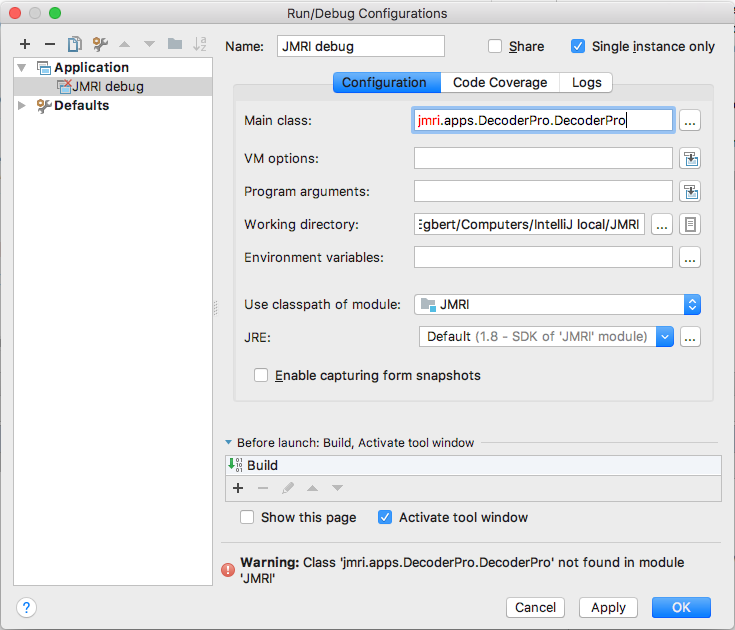 Run/Debug Configurations
Name: JMRI debug Share Single instance only
Application
JMRI debug
Defaults
Configuration Code Coverage Logs
Main class: jmri.apps.DecoderPro.DecoderPro ...
VM options:
Program arguments:
Working directory: Egbert/Computers/IntelliJ local/JMRI ...
Environment variables: ...
Use classpath of module: JMRI
JRE: Default (1.8 - SDK of 'JMRI' module) ...
Enable capturing form snapshots
Before launch: Build, Activate tool window
Build
Show this page Activate tool window
Warning: Class 'jmri.apps.DecoderPro.DecoderPro' not found in module
'JMRI'
? Cancel Apply OK